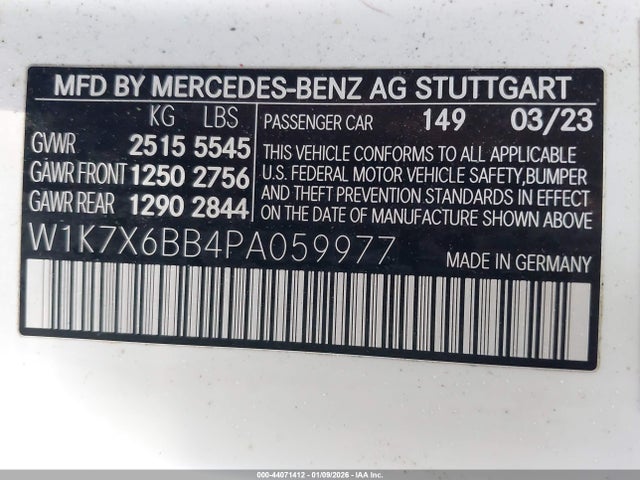 MFD BY MERCEDES-BENZ AG STUTTGART
KG LBS
GVWR 2515 5545
GAWR FRONT 1250 2756
GAWR REAR 1290 2844
PASSENGER CAR 149 03/23
THIS VEHICLE CONFORMS TO ALL APPLICABLE
U.S. FEDERAL MOTOR VEHICLE SAFETY,BUMPER
AND THEFT PREVENTION STANDARDS IN EFFECT
ON THE DATE OF MANUFACTURE SHOWN ABOVE.
W1K7X6BB4PA059977
MADE IN GERMANY
000-44071412 - 01/09/2026 - © IAA, Inc.